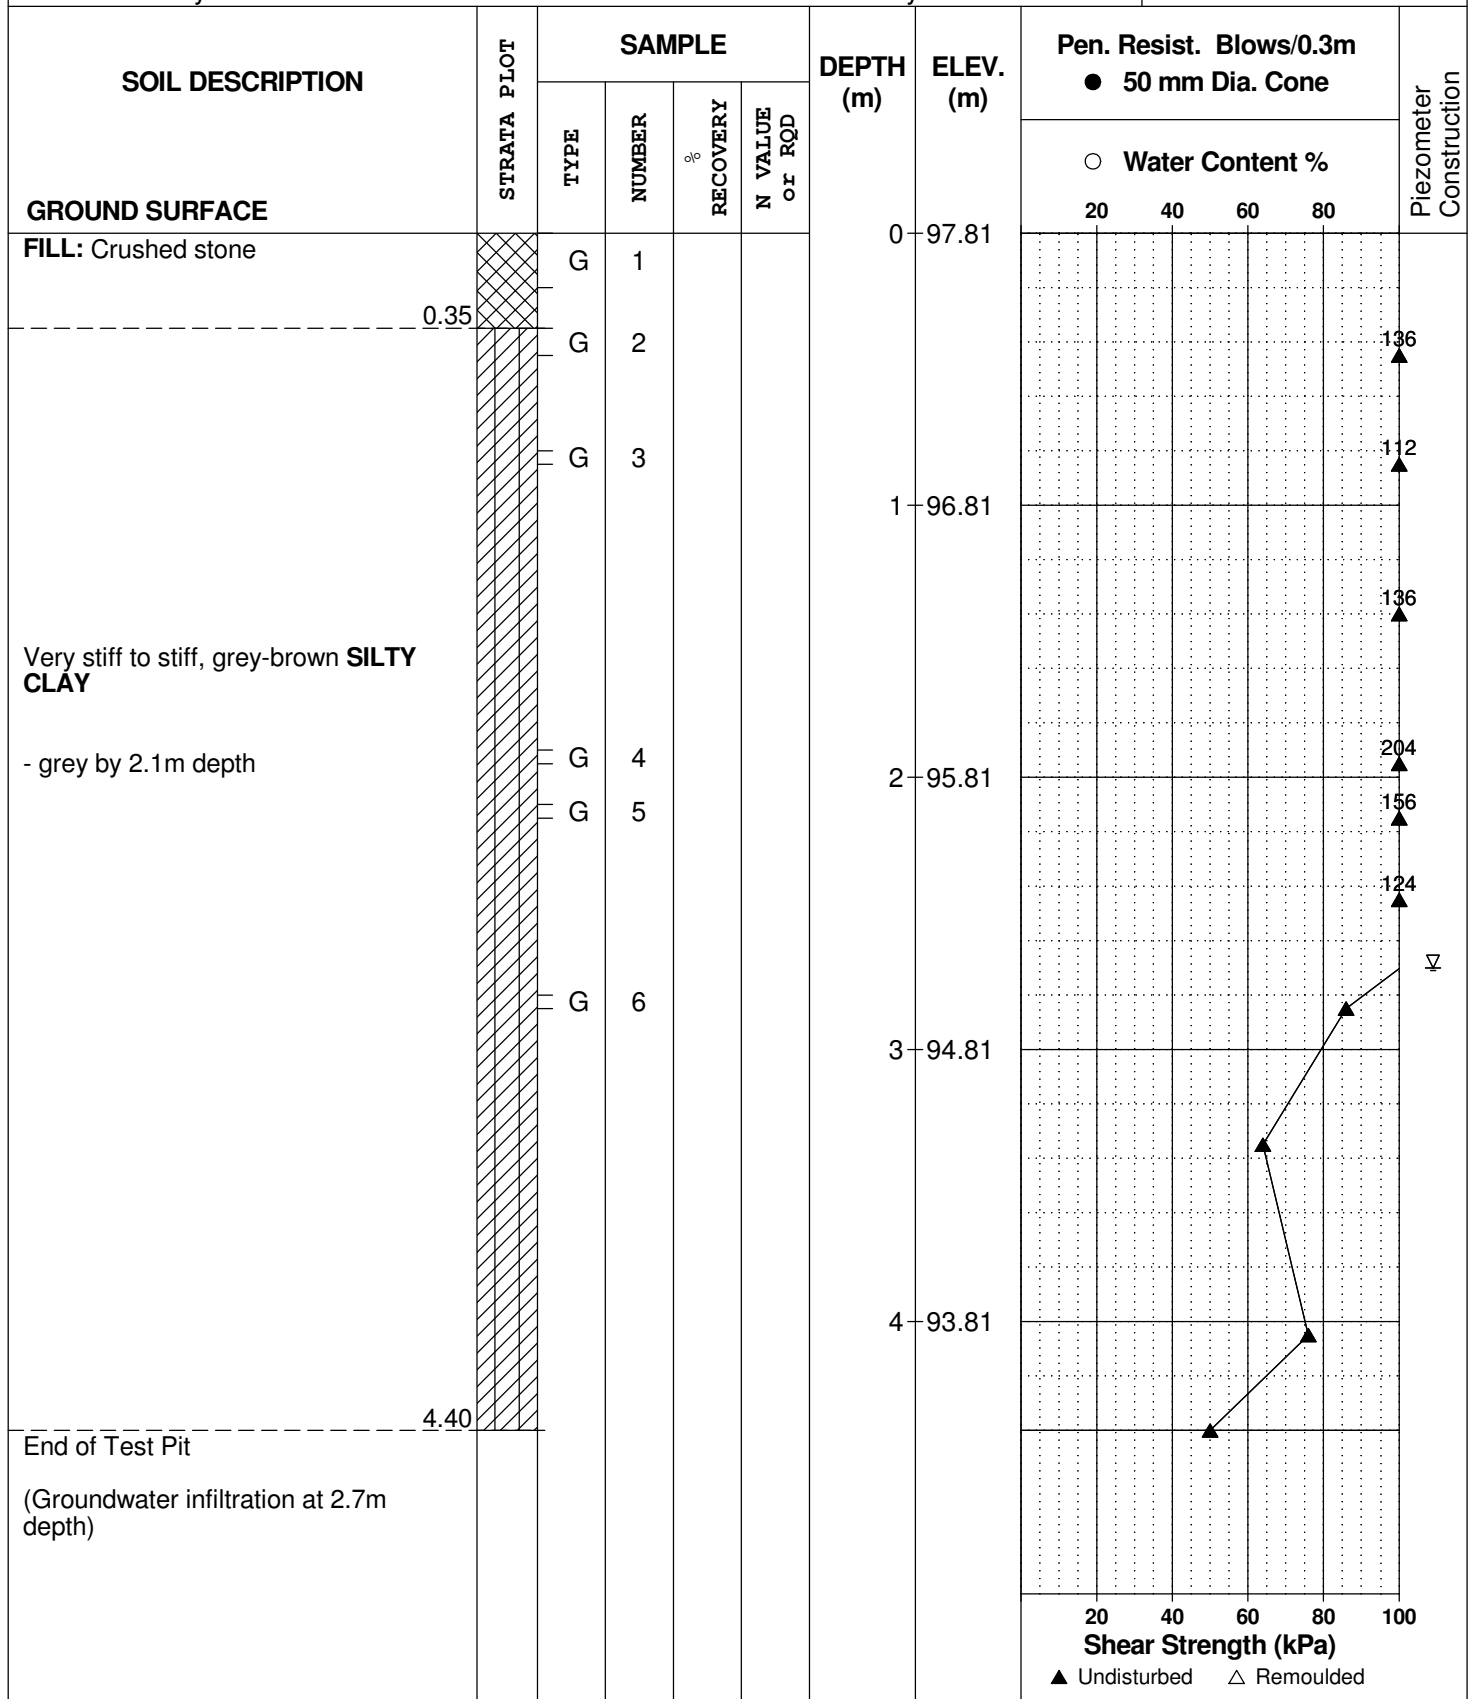 SOIL DESCRIPTION
GROUND SURFACE
STRATA PLOT
SAMPLE
TYPE
NUMBER
%
RECOVERY
N VALUE
or RQD
DEPTH
(m)
ELEV.
(m)
Pen. Resist. Blows/0.3m
● 50 mm Dia. Cone
○ Water Content %
20 40 60 80
Piezometer
Construction
FILL: Crushed stone
0.35
Very stiff to stiff, grey-brown SILTY
CLAY
- grey by 2.1m depth
4.40
End of Test Pit
(Groundwater infiltration at 2.7m
depth)
G 1
G 2
G 3
G 4
G 5
G 6
0 97.81
1 96.81
2 95.81
3 94.81
4 93.81
136
112
136
204
156
124
20 40 60 80 100
Shear Strength (kPa)
▲ Undisturbed △ Remoulded